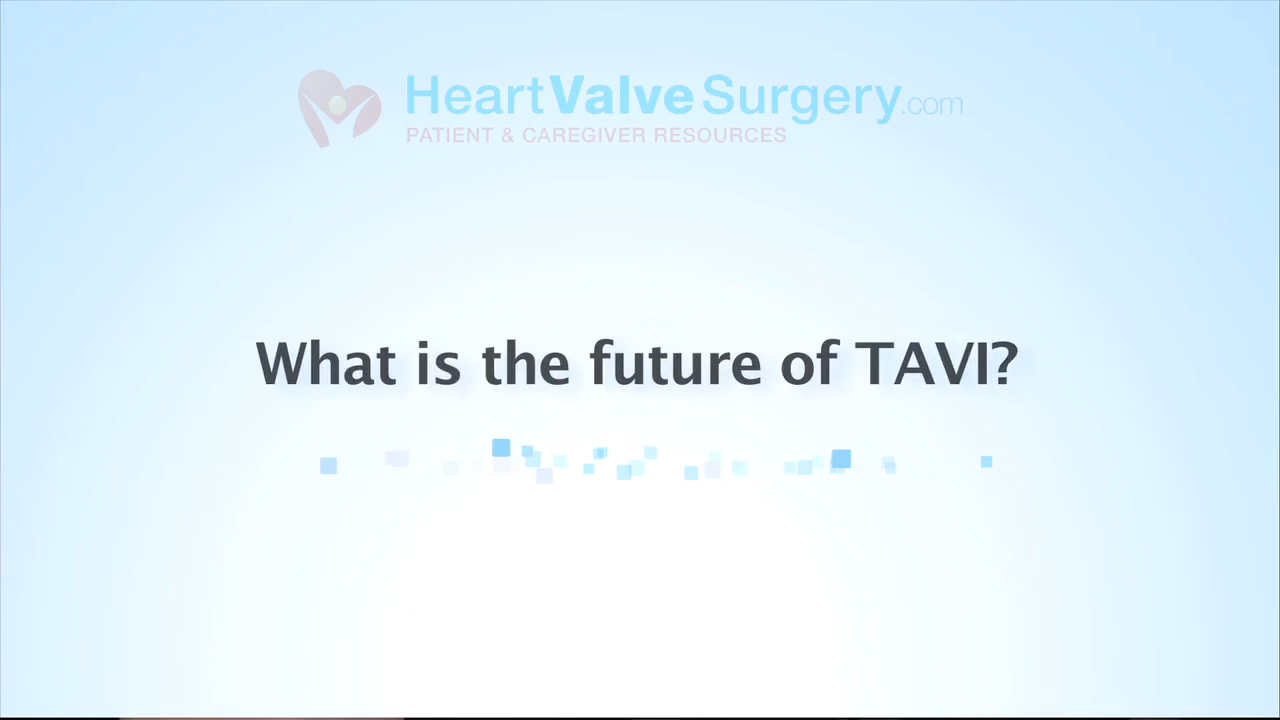 HeartValveSurgery.com
PATIENT & CAREGIVER RESOURCES
What is the future of TAVI?